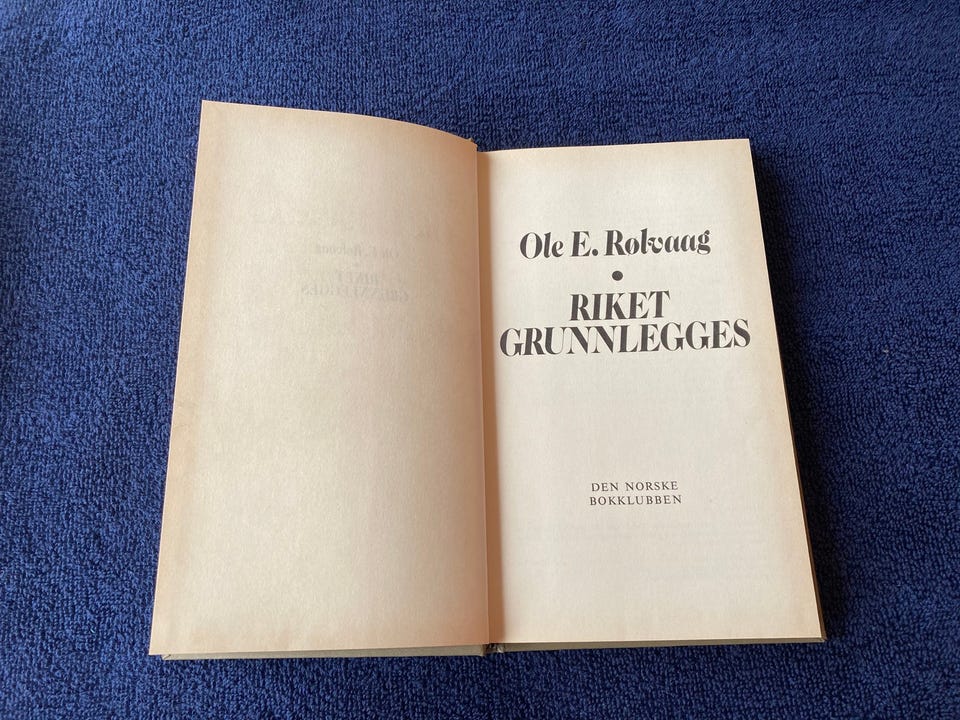 Ole E. Rølvaag
●
RIKET
GRUNNLEGGES
DEN NORSKE
BOKKLUBBEN